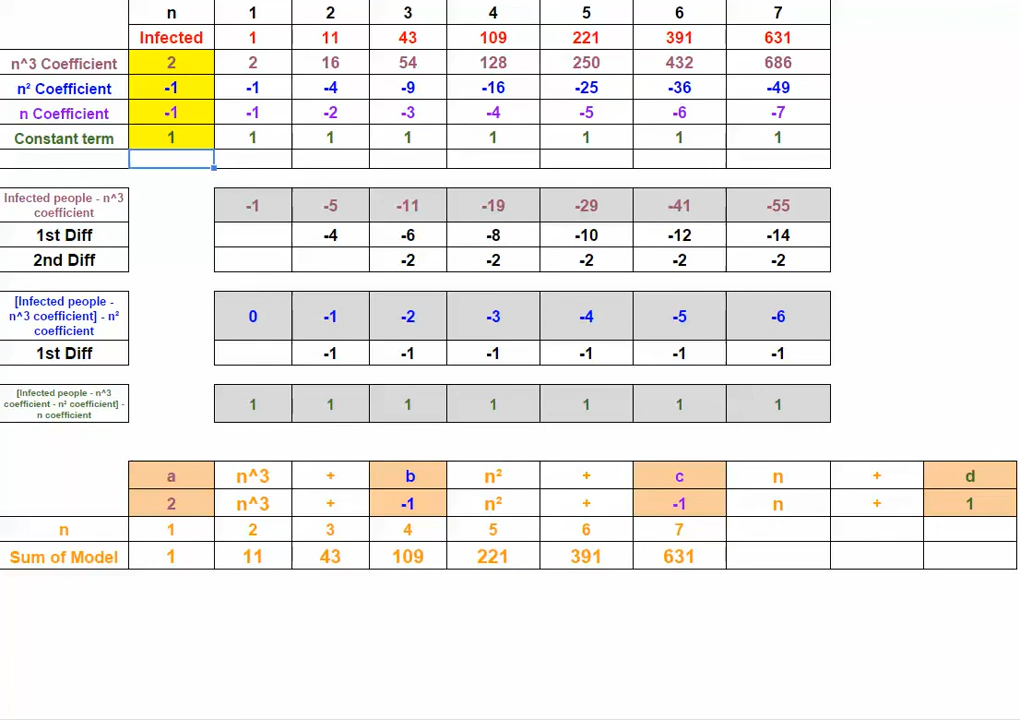 n 1 2 3 4 5 6 7
Infected 1 11 43 109 221 391 631
n^3 Coefficient 2 2 16 54 128 250 432 686
n² Coefficient -1 -1 -4 -9 -16 -25 -36 -49
n Coefficient -1 -1 -2 -3 -4 -5 -6 -7
Constant term 1 1 1 1 1 1 1 1
Infected people - n^3
coefficient
-1 -5 -11 -19 -29 -41 -55
1st Diff -4 -6 -8 -10 -12 -14
2nd Diff -2 -2 -2 -2 -2
[Infected people -
n^3 coefficient] - n²
coefficient
0 -1 -2 -3 -4 -5 -6
1st Diff -1 -1 -1 -1 -1 -1
[Infected people - n^3
coefficient - n² coefficient] -
n coefficient
1 1 1 1 1 1 1
a n^3 + b n² + c n + d
2 n^3 + -1 n² + -1 n + 1
n 1 2 3 4 5 6 7
Sum of Model 1 11 43 109 221 391 631